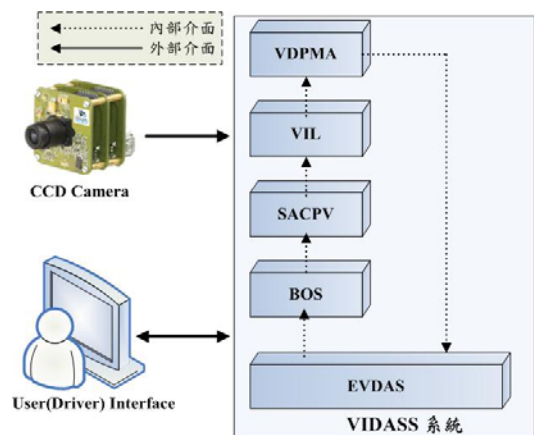 內部介面
外部介面
CCD Camera
User(Driver) Interface
VDPMA
VIL
SACPV
BOS
EVDAS
VIDASS 系統